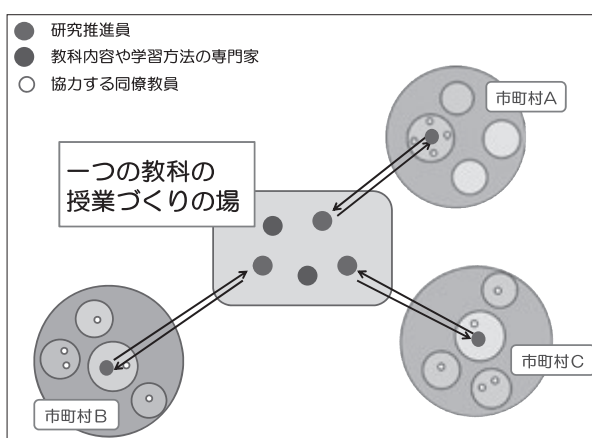 研究推進員
教科内容や学習方法の専門家
協力する同僚教員
市町村A
一つの教科の
授業づくりの場
市町村C
市町村B